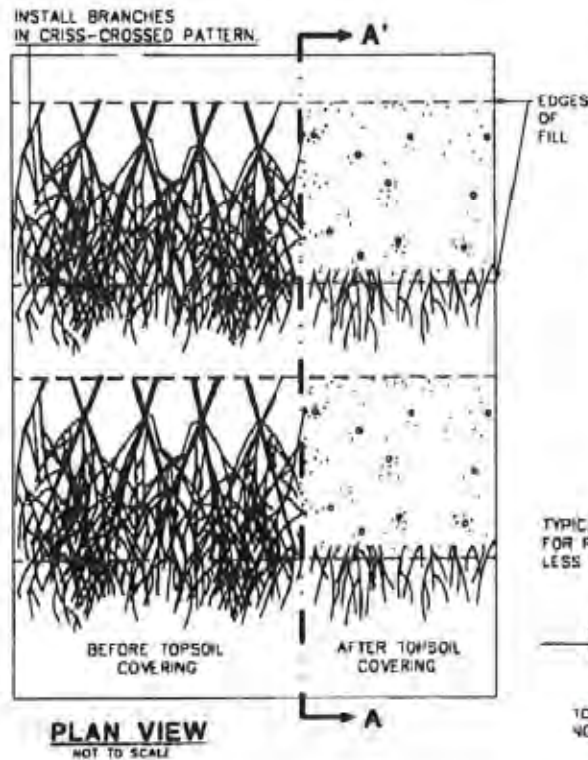 INSTALL BRANCHES
IN CRISS-CROSSED PATTERN.
A'
EDGES
OF
FILL
BEFORE TOPSOIL
COVERING
AFTER TOPSOIL
COVERING
TYPIC
FOR
LESS
A
PLAN VIEW
NOT TO SCALE